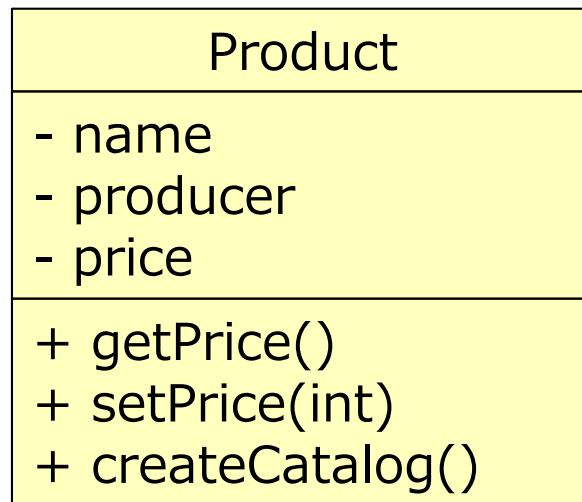 Product
- name
- producer
- price
+ getPrice()
+ setPrice(int)
+ createCatalog()